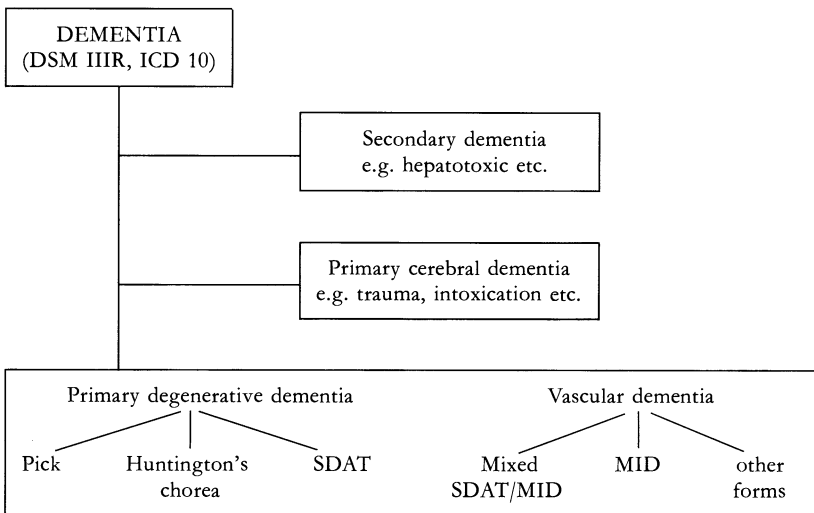 DEMENTIA
(DSM IIIR, ICD 10)
Secondary dementia
e.g. hepatotoxic etc.
Primary cerebral dementia
e.g. trauma, intoxication etc.
Primary degenerative dementia
Vascular dementia
Pick
Huntington's
chorea
SDAT
Mixed
SDAT/MID
MID
other
forms